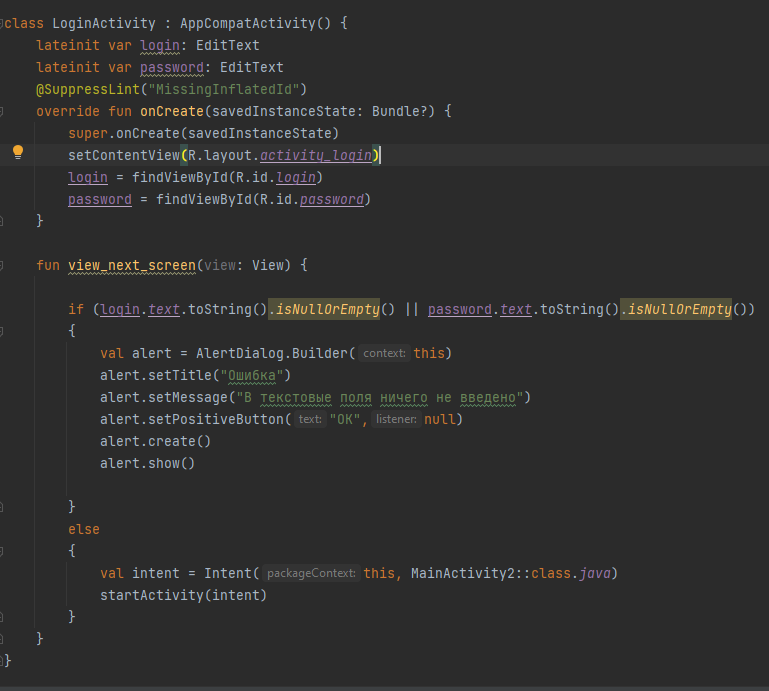 class LoginActivity : AppCompatActivity() {
lateinit var login: EditText
lateinit var password: EditText
@SuppressLint("MissingInflatedId")
override fun onCreate(savedInstanceState: Bundle?) {
super.onCreate(savedInstanceState)
setContentView(R.layout.activity_login)
login = findViewById(R.id.login)
password = findViewById(R.id.password)
}
fun view_next_screen(view: View) {
if (login.text.toString().isNullOrEmpty() || password.text.toString().isNullOrEmpty())
{
val alert = AlertDialog.Builder( context: this)
alert.setTitle("Ошибка")
alert.setMessage("В текстовые поля ничего не введено")
alert.setPositiveButton( text: "OK", listener: null)
alert.create()
alert.show()
}
else
{
val intent = Intent( packageContext: this, MainActivity2::class.java)
startActivity(intent)
}
}
}